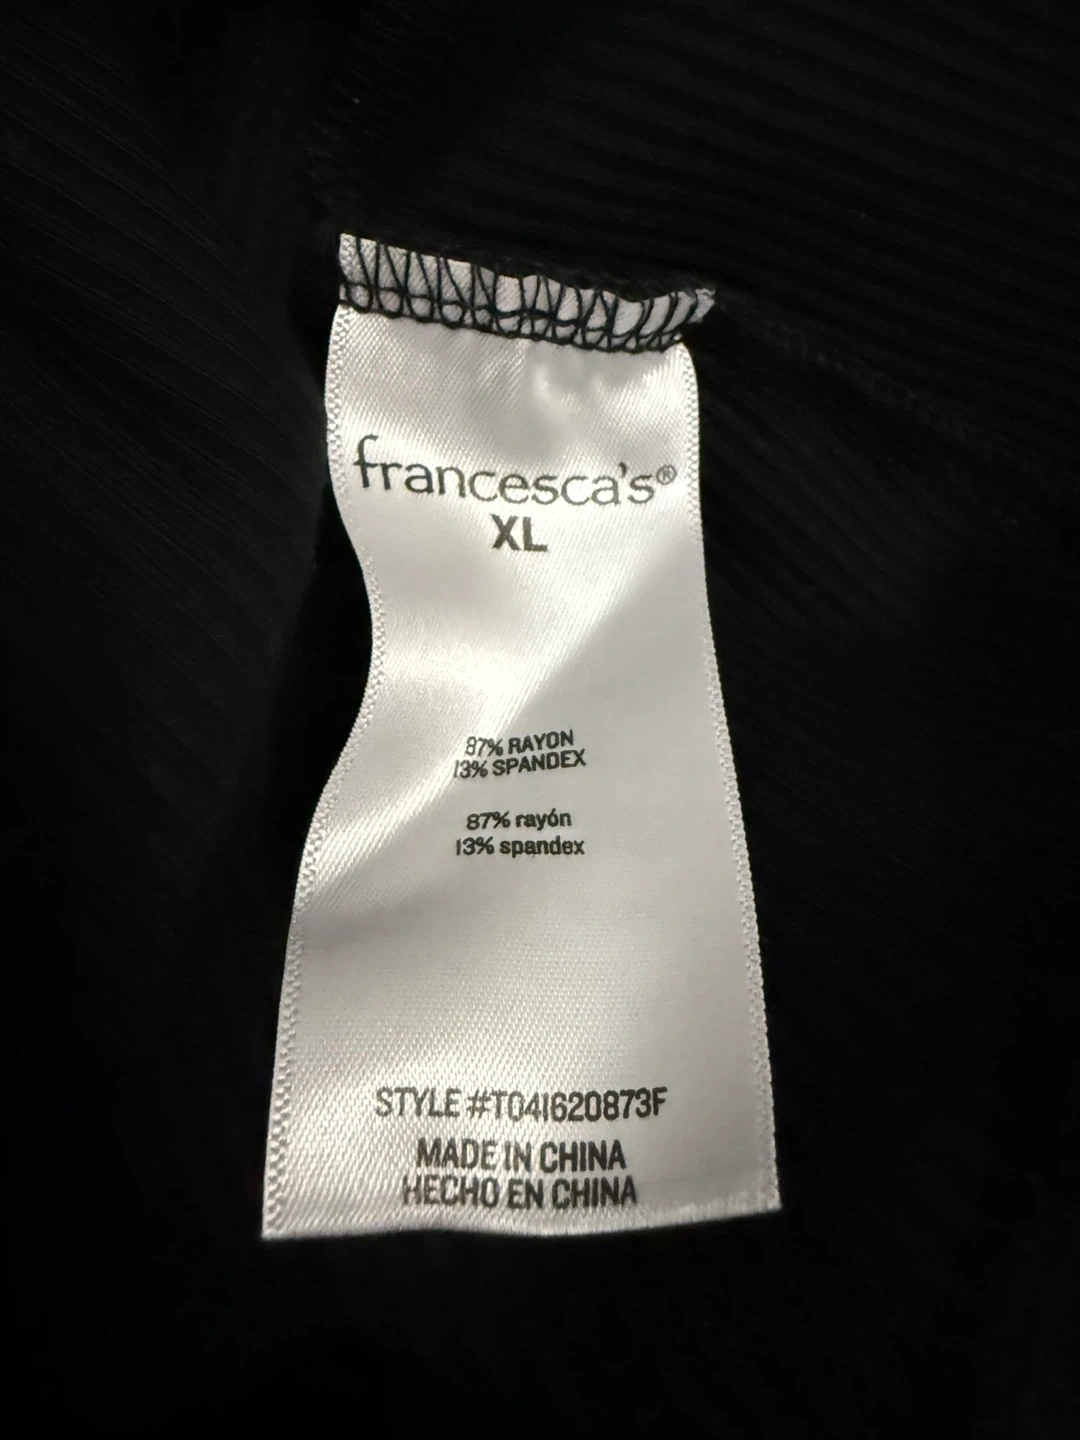 francesca's®
XL
87% RAYON
13% SPANDEX
87% rayón
13% spandex
STYLE #T041620873F
MADE IN CHINA
HECHO EN CHINA